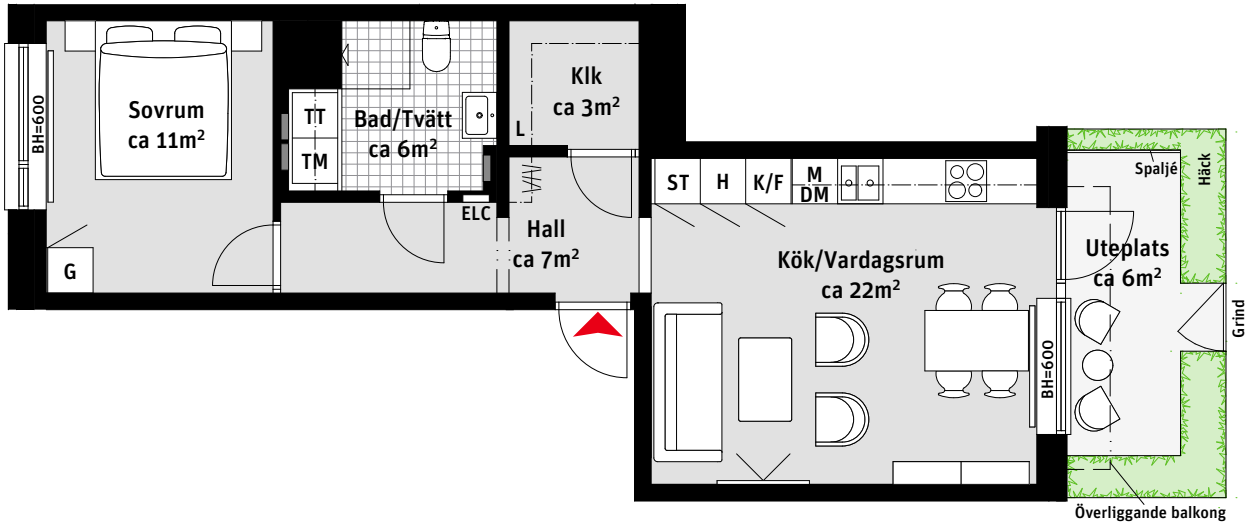 BH=600
Sovrum
ca 11m²
G
TT
TM
Bad/Tvätt
ca 6m²
ELC
L
Klk
ca 3m²
Hall
ca 7m²
ST
H
K/F
M
DM
Kök/Vardagsrum
ca 22m²
BH=600
Uteplats
ca 6m²
Spaljé
Häck
Grind
Överliggande balkong